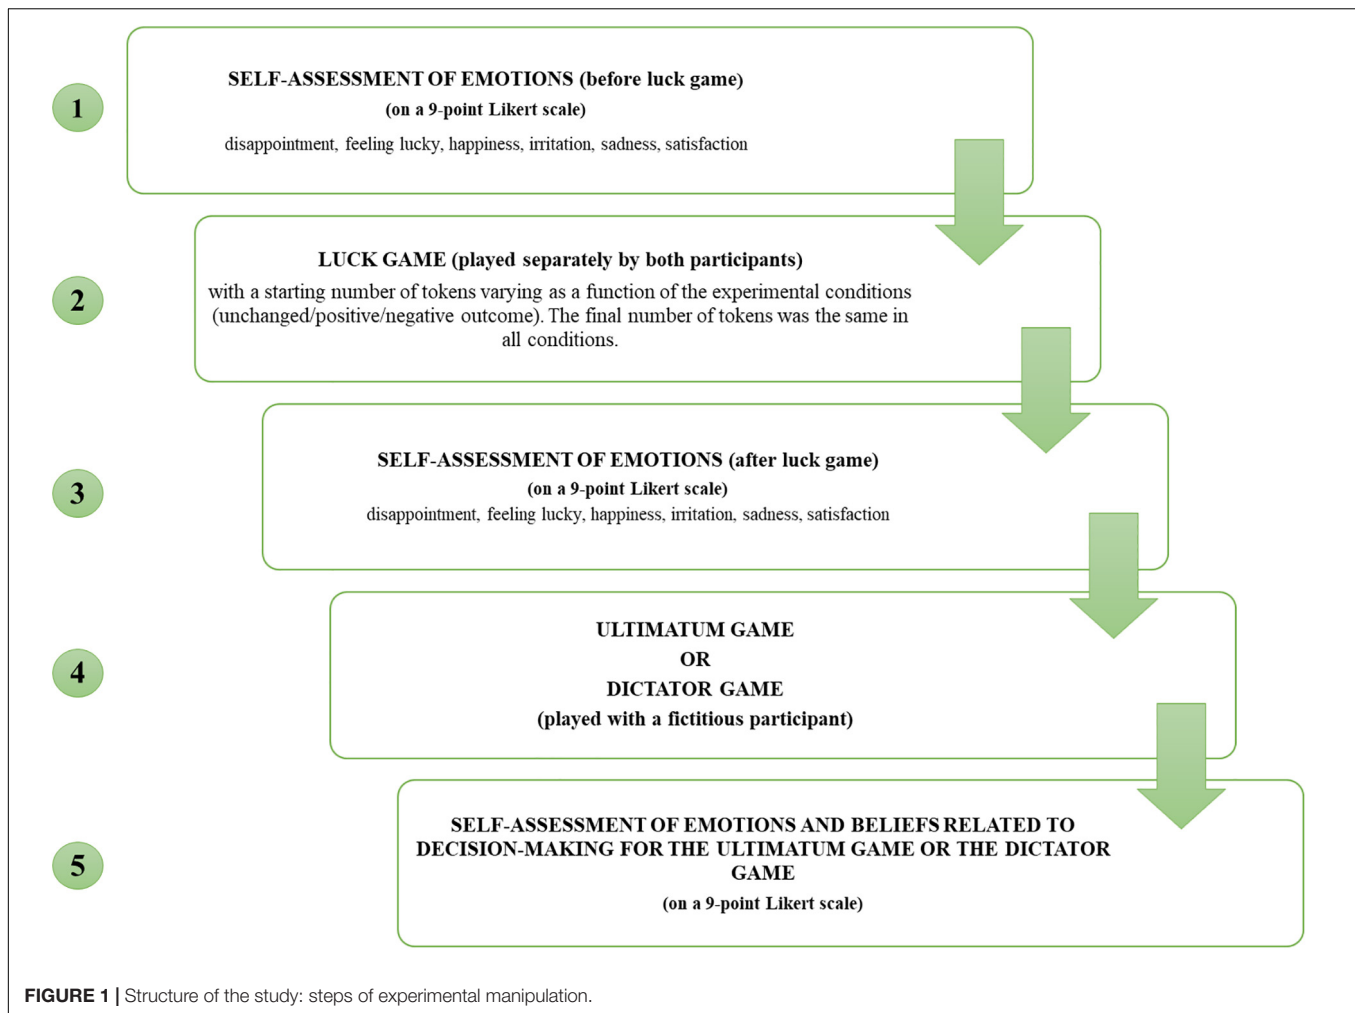 1
SELF-ASSESSMENT OF EMOTIONS (before luck game)
(on a 9-point Likert scale)
disappointment, feeling lucky, happiness, irritation, sadness, satisfaction
2
LUCK GAME (played separately by both participants)
with a starting number of tokens varying as a function of the experimental conditions
(unchanged/positive/negative outcome). The final number of tokens was the same in
all conditions.
3
SELF-ASSESSMENT OF EMOTIONS (after luck game)
(on a 9-point Likert scale)
disappointment, feeling lucky, happiness, irritation, sadness, satisfaction
4
ULTIMATUM GAME
OR
DICTATOR GAME
(played with a fictitious participant)
5
SELF-ASSESSMENT OF EMOTIONS AND BELIEFS RELATED TO
DECISION-MAKING FOR THE ULTIMATUM GAME OR THE DICTATOR
GAME
(on a 9-point Likert scale)
FIGURE 1 | Structure of the study: steps of experimental manipulation.